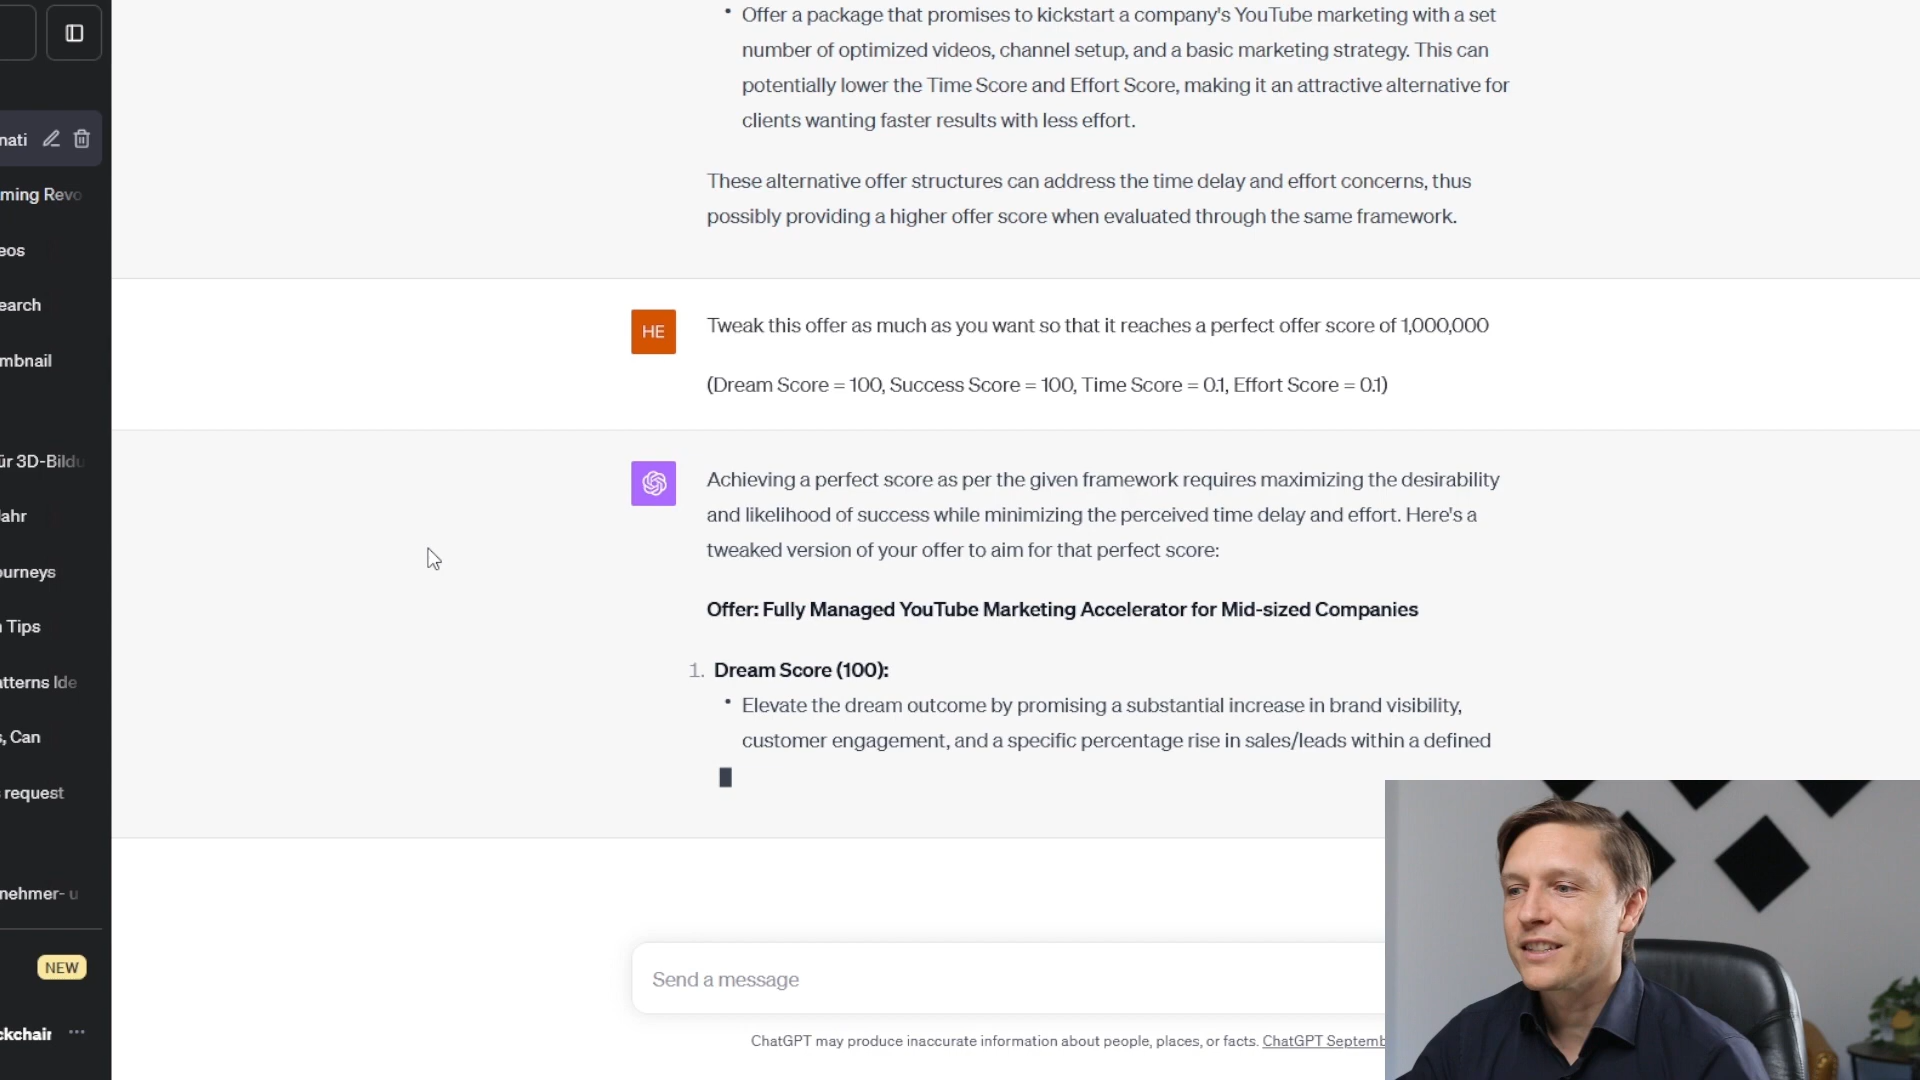 • Offer a package that promises to kickstart a company's YouTube marketing with a set
number of optimized videos, channel setup, and a basic marketing strategy. This can
potentially lower the Time Score and Effort Score, making it an attractive alternative for
clients wanting faster results with less effort.
These alternative offer structures can address the time delay and effort concerns, thus
possibly providing a higher offer score when evaluated through the same framework.
HE
Tweak this offer as much as you want so that it reaches a perfect offer score of 1,000,000
(Dream Score = 100, Success Score = 100, Time Score = 0.1, Effort Score = 0.1)
Achieving a perfect score as per the given framework requires maximizing the desirability
and likelihood of success while minimizing the perceived time delay and effort. Here's a
tweaked version of your offer to aim for that perfect score:
Offer: Fully Managed YouTube Marketing Accelerator for Mid-sized Companies
1. Dream Score (100):
• Elevate the dream outcome by promising a substantial increase in brand visibility,
customer engagement, and a specific percentage rise in sales/leads within a defined
Send a message
ChatGPT may produce inaccurate information about people, places, or facts. ChatGPT Septemb
nati
ming Revo
eos
earch
mbnail
ür 3D-Bildu
Jahr
ourneys
Tips
atterns Ide
s, Can
request
nehmer- u
NEW
ckchain